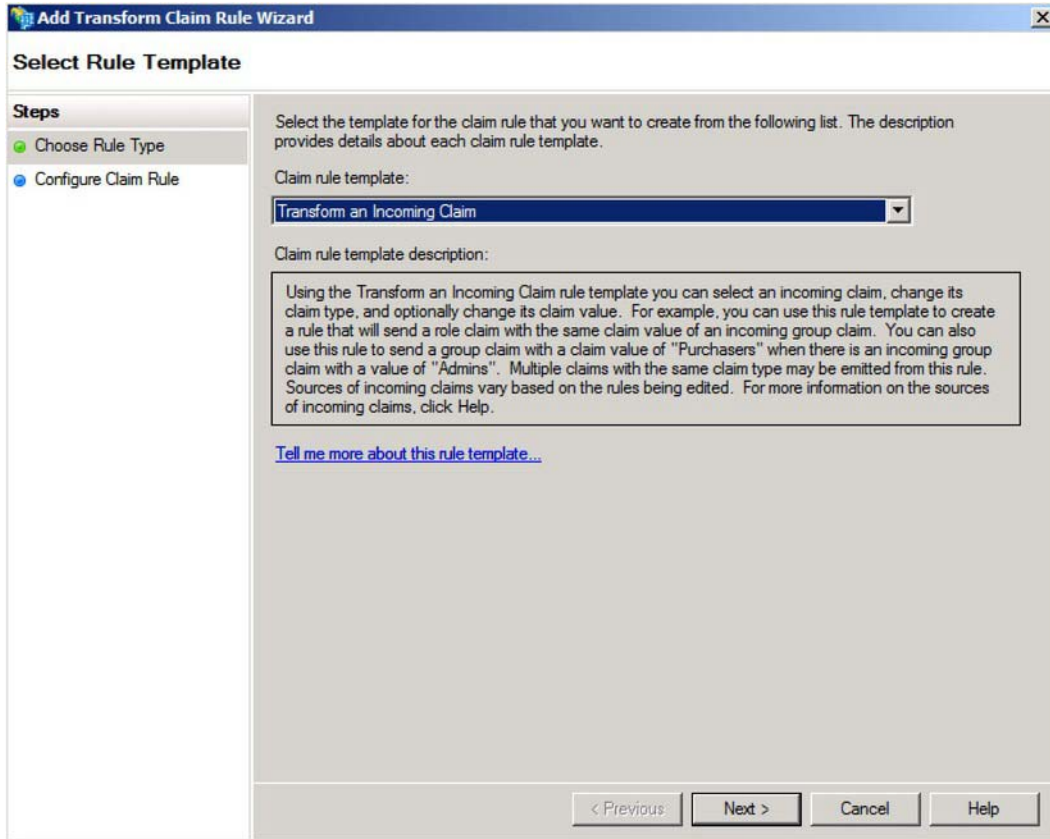 Add Transform Claim Rule Wizard
Select Rule Template
Steps
Choose Rule Type
Configure Claim Rule
Select the template for the claim rule that you want to create from the following list. The description
provides details about each claim rule template.
Claim rule template:
Transform an Incoming Claim
Claim rule template description:
Using the Transform an Incoming Claim rule template you can select an incoming claim, change its
claim type, and optionally change its claim value. For example, you can use this rule template to create
a rule that will send a role claim with the same claim value of an incoming group claim. You can also
use this rule to send a group claim with a claim value of "Purchasers" when there is an incoming group
claim with a value of "Admins". Multiple claims with the same claim type may be emitted from this rule.
Sources of incoming claims vary based on the rules being edited. For more information on the sources
of incoming claims, click Help.
Tell me more about this rule template...
< Previous
Next >
Cancel
Help